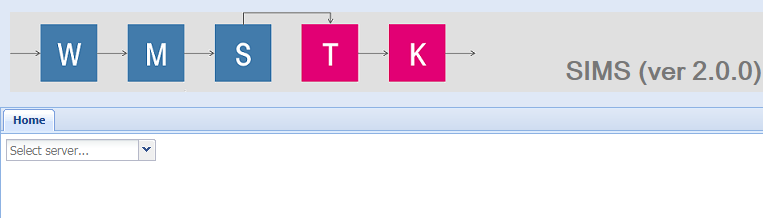 W M S T K
SIMS (ver 2.0.0)
Home
Select server...